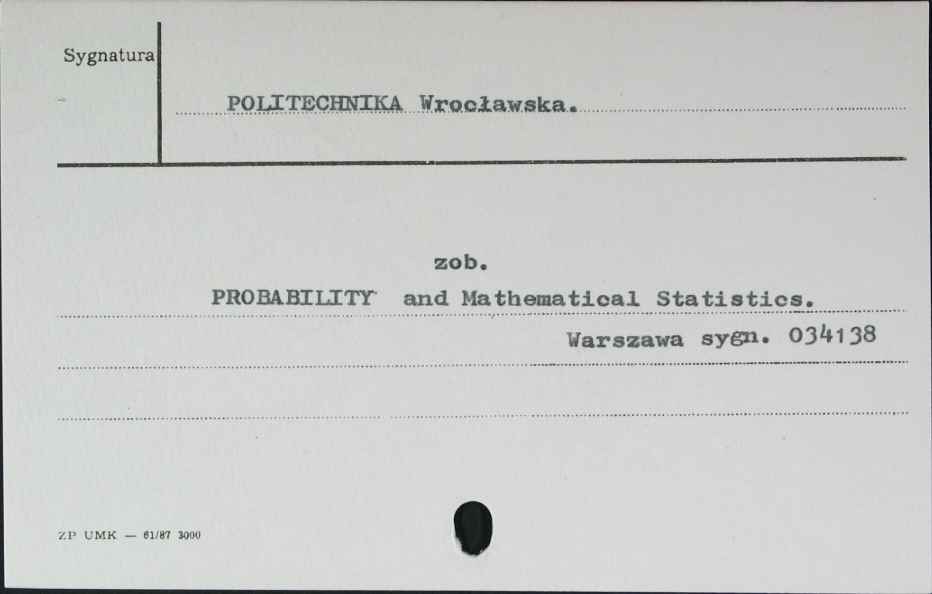 Sygnatura
POLITECHNIKA Wrocławska.
zob.
PROBABILITY and Mathematical Statistics.
Warszawa sygn. 034138
ZP UMK — 61/87 3000